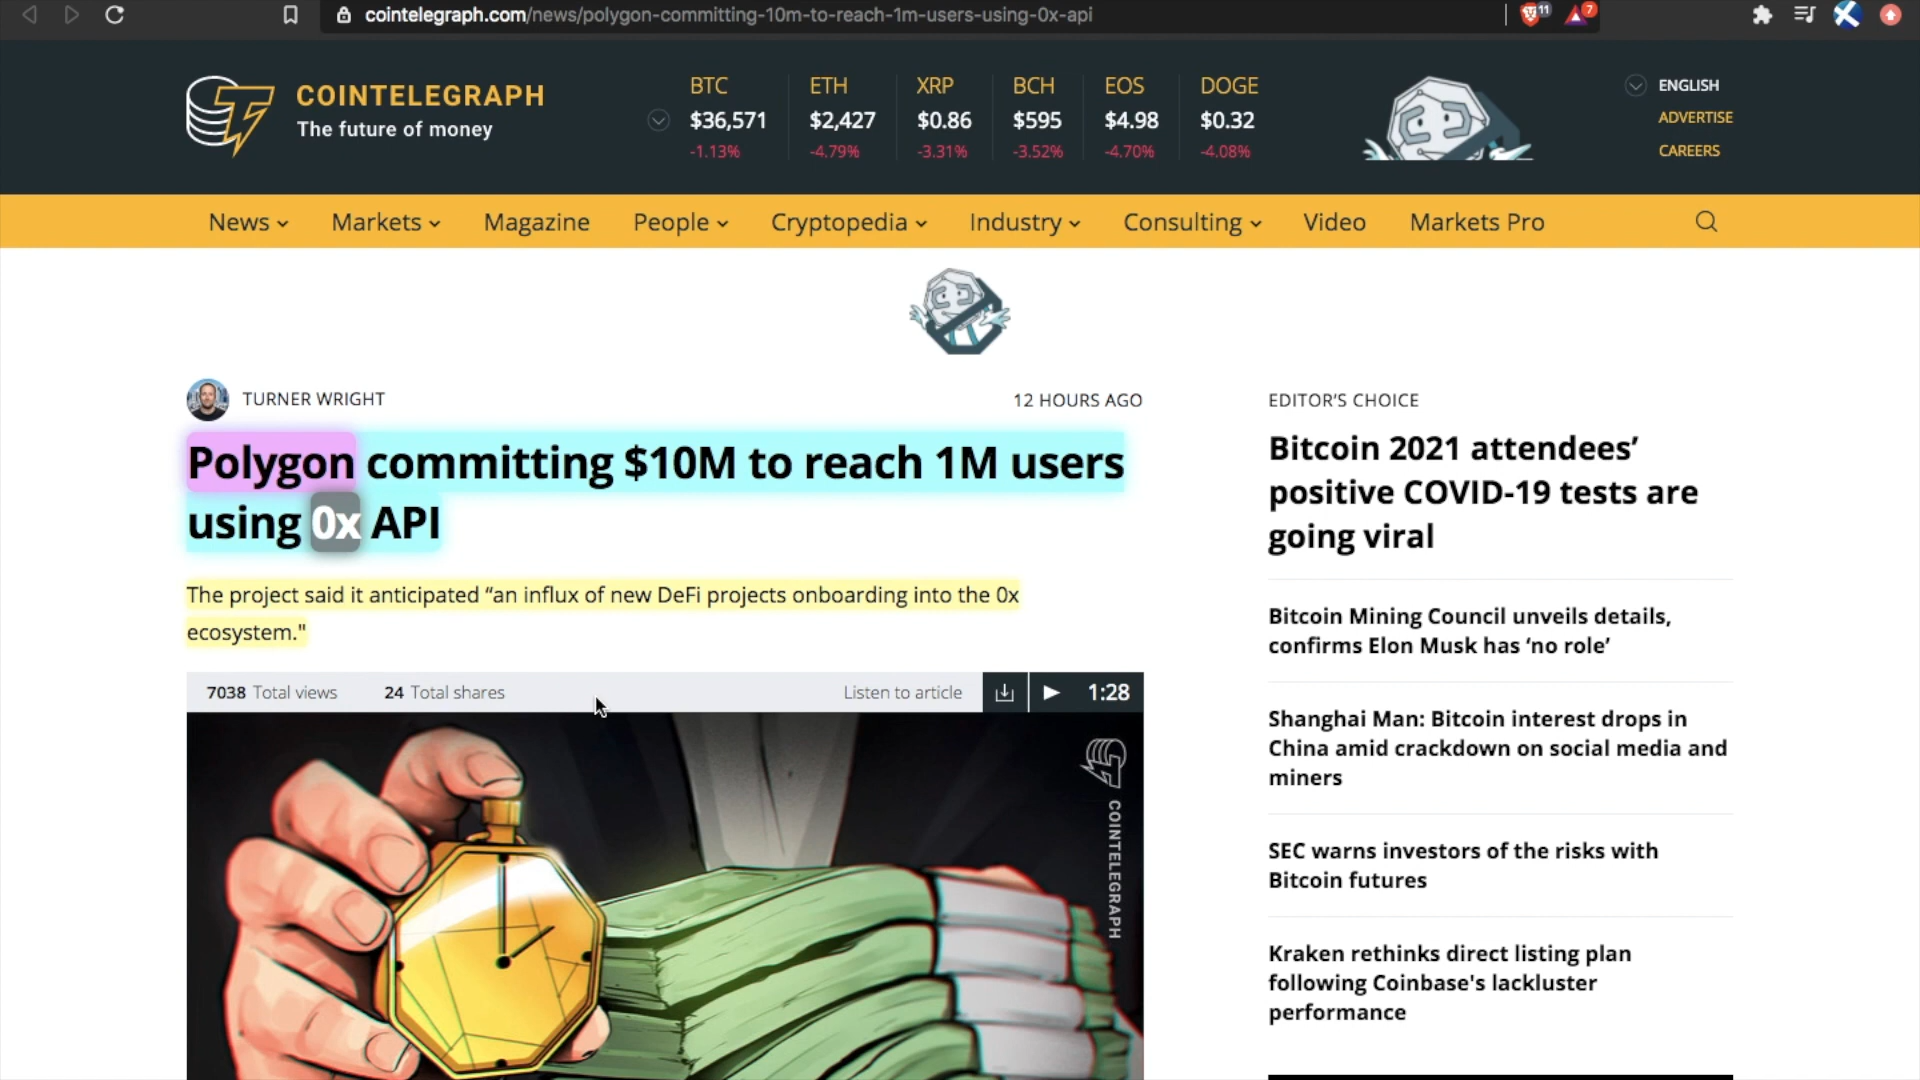 cointelegraph.com/news/polygon-committing-10m-to-reach-1m-users-using-0x-api
11
7
COINTELEGRAPH
The future of money
BTC ETH XRP BCH EOS DOGE
$36,571 $2,427 $0.86 $595 $4.98 $0.32
-1.13% -4.79% -3.31% -3.52% -4.70% -4.08%
ENGLISH
ADVERTISE
CAREERS
News Markets Magazine People Cryptopedia Industry Consulting Video Markets Pro
TURNER WRIGHT
12 HOURS AGO
Polygon committing $10M to reach 1M users
using 0x API
The project said it anticipated “an influx of new DeFi projects onboarding into the 0x
ecosystem."
7038 Total views 24 Total shares Listen to article 1:28
COINTELEGRAPH
EDITOR’S CHOICE
Bitcoin 2021 attendees’
positive COVID-19 tests are
going viral
Bitcoin Mining Council unveils details,
confirms Elon Musk has ‘no role’
Shanghai Man: Bitcoin interest drops in
China amid crackdown on social media and
miners
SEC warns investors of the risks with
Bitcoin futures
Kraken rethinks direct listing plan
following Coinbase's lackluster
performance